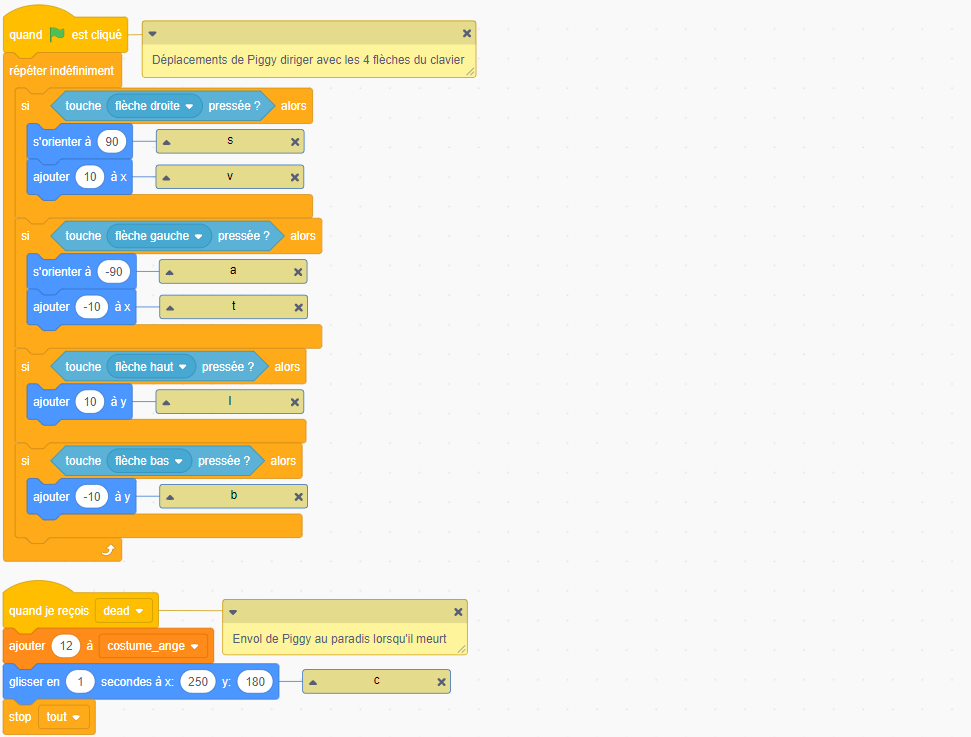 quand est cliqué
Déplacements de Piggy diriger avec les 4 flèches du clavier
répéter indéfiniment
si touche flèche droite pressée ? alors
s'orienter à 90 s
ajouter 10 à x v
si touche flèche gauche pressée ? alors
s'orienter à -90 a
ajouter -10 à x t
si touche flèche haut pressée ? alors
ajouter 10 à y l
si touche flèche bas pressée ? alors
ajouter -10 à y b
quand je reçois dead
Envol de Piggy au paradis lorsqu'il meurt
ajouter 12 à costume_ange
glisser en 1 secondes à x: 250 y: 180 c
stop tout